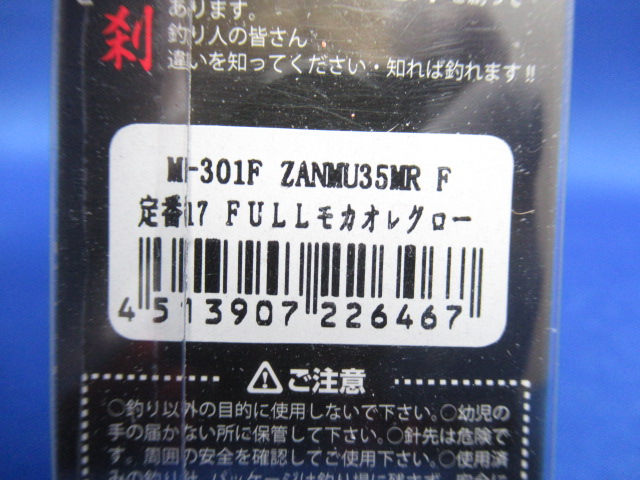 あります。
刹
釣り人の皆さん
違いを知ってください・知れば釣れます!!
MI-301F ZANMU35MR F
定番17 FULLモカオレグロー
4 513907 226467
⚠ご注意
○釣り以外の目的に使用しないで下さい。○幼児の
手の届かない所に保管して下さい。○針先は危険で
す。周囲の安全を確認してご使用下さい。○使用済